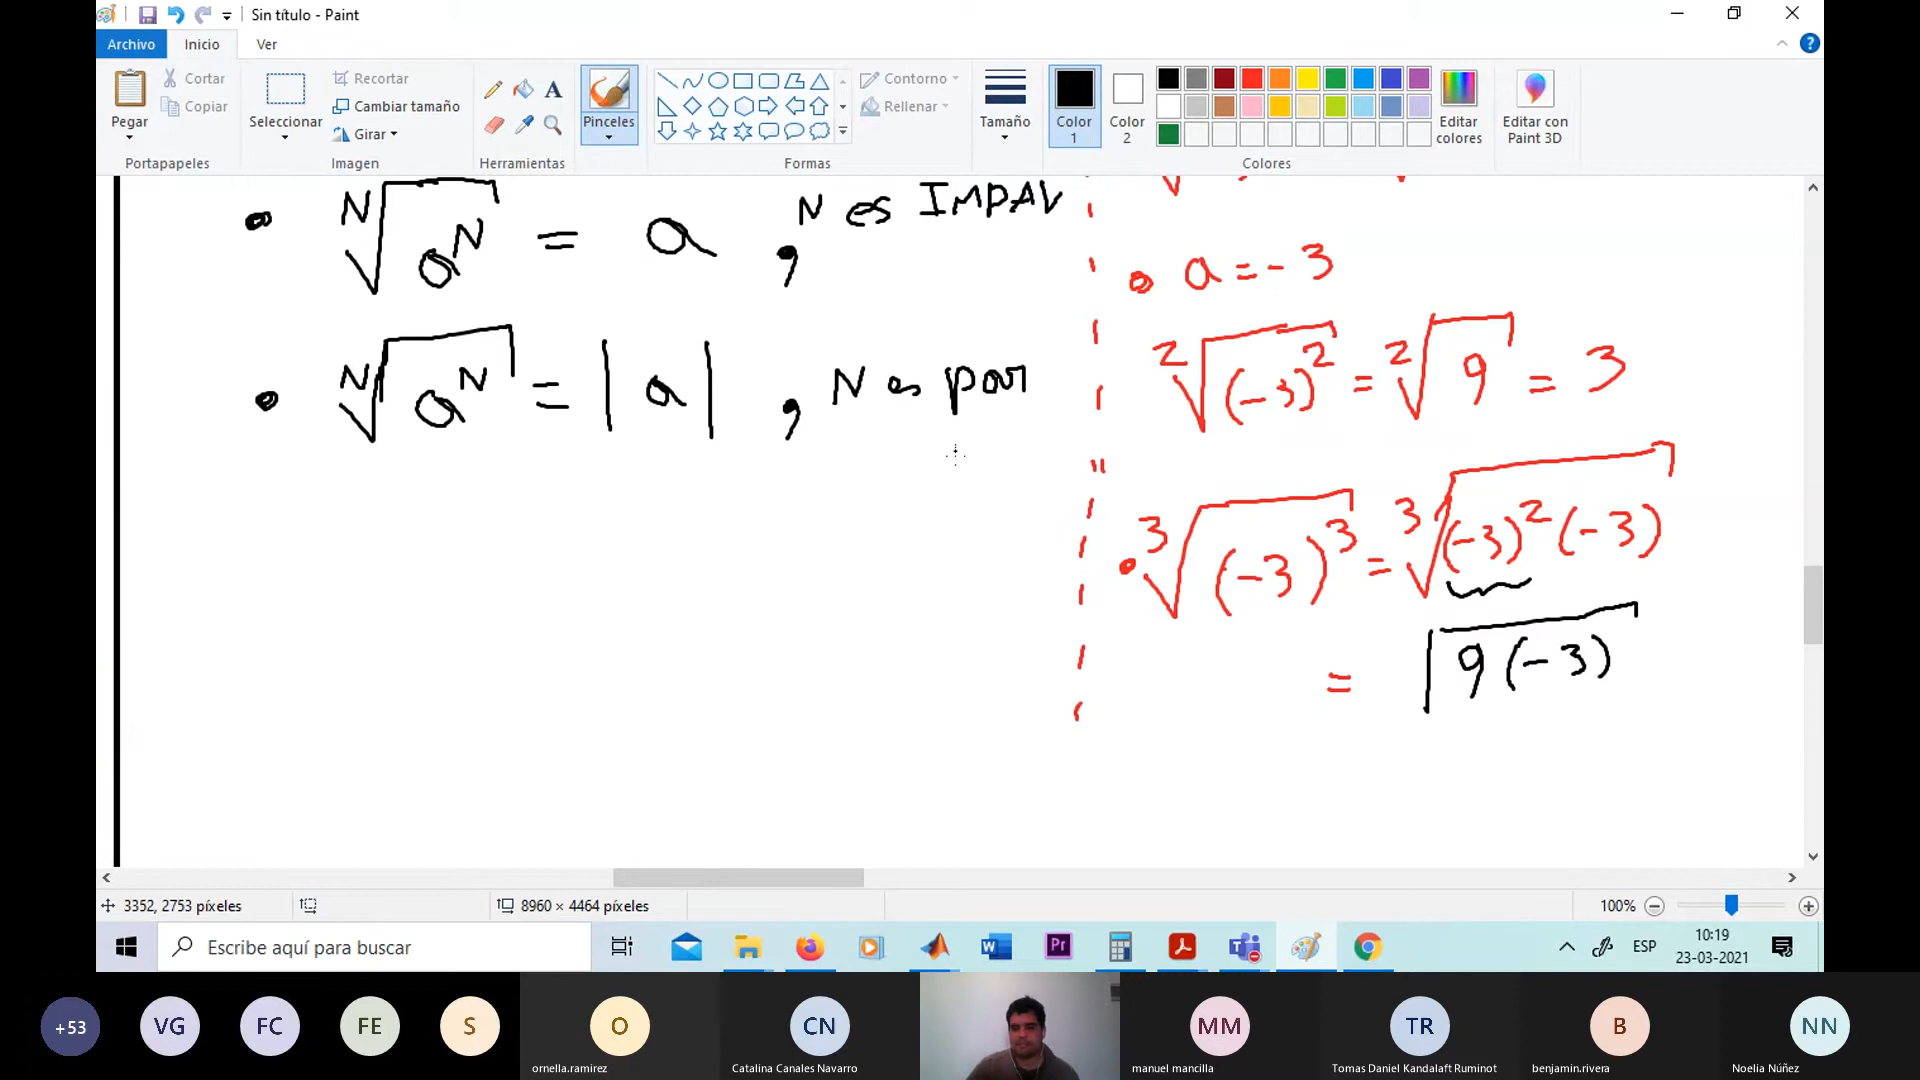 Sin título - Paint
Archivo Inicio Ver
Pegar
Cortar
Copiar
Portapapeles
Seleccionar
Recortar
Cambiar tamaño
Girar
Imagen
A
Herramientas
Pinceles
Contorno
Rellenar
Formas
Tamaño
Color 1
Color 2
Editar colores
Editar con Paint 3D
Colores
• ᴺ√(aᴺ) = a , N es IMPAR
• ᴺ√(aᴺ) = |a| , N es par
• a = -3
²√((-3)²) = ²√9 = 3
• ³√((-3)³) = ³√((-3)²(-3))
= √(9(-3))
3352, 2753 píxeles
8960 × 4464 píxeles
100%
Escribe aquí para buscar
Pr
ESP
10:19
23-03-2021
+53 VG FC FE S O CN MM TR B NN
ornella.ramirez Catalina Canales Navarro manuel mancilla Tomas Daniel Kandalaft Ruminot benjamin.rivera Noelia Núñez